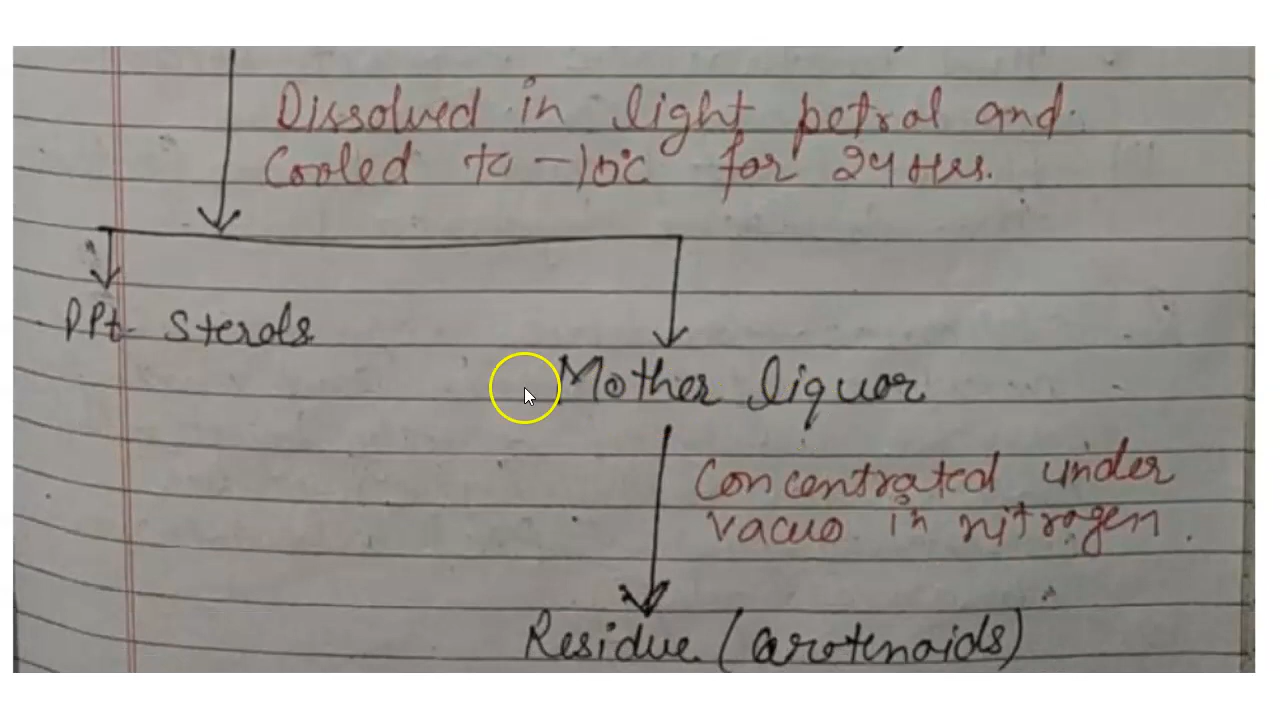 Dissolved in light petrol and
Cooled to -10°C for 24 Hrs.
PPt. Sterols
Mother liquor
Concentrated under
vacuo in nitrogen.
Residue (Carotenoids)